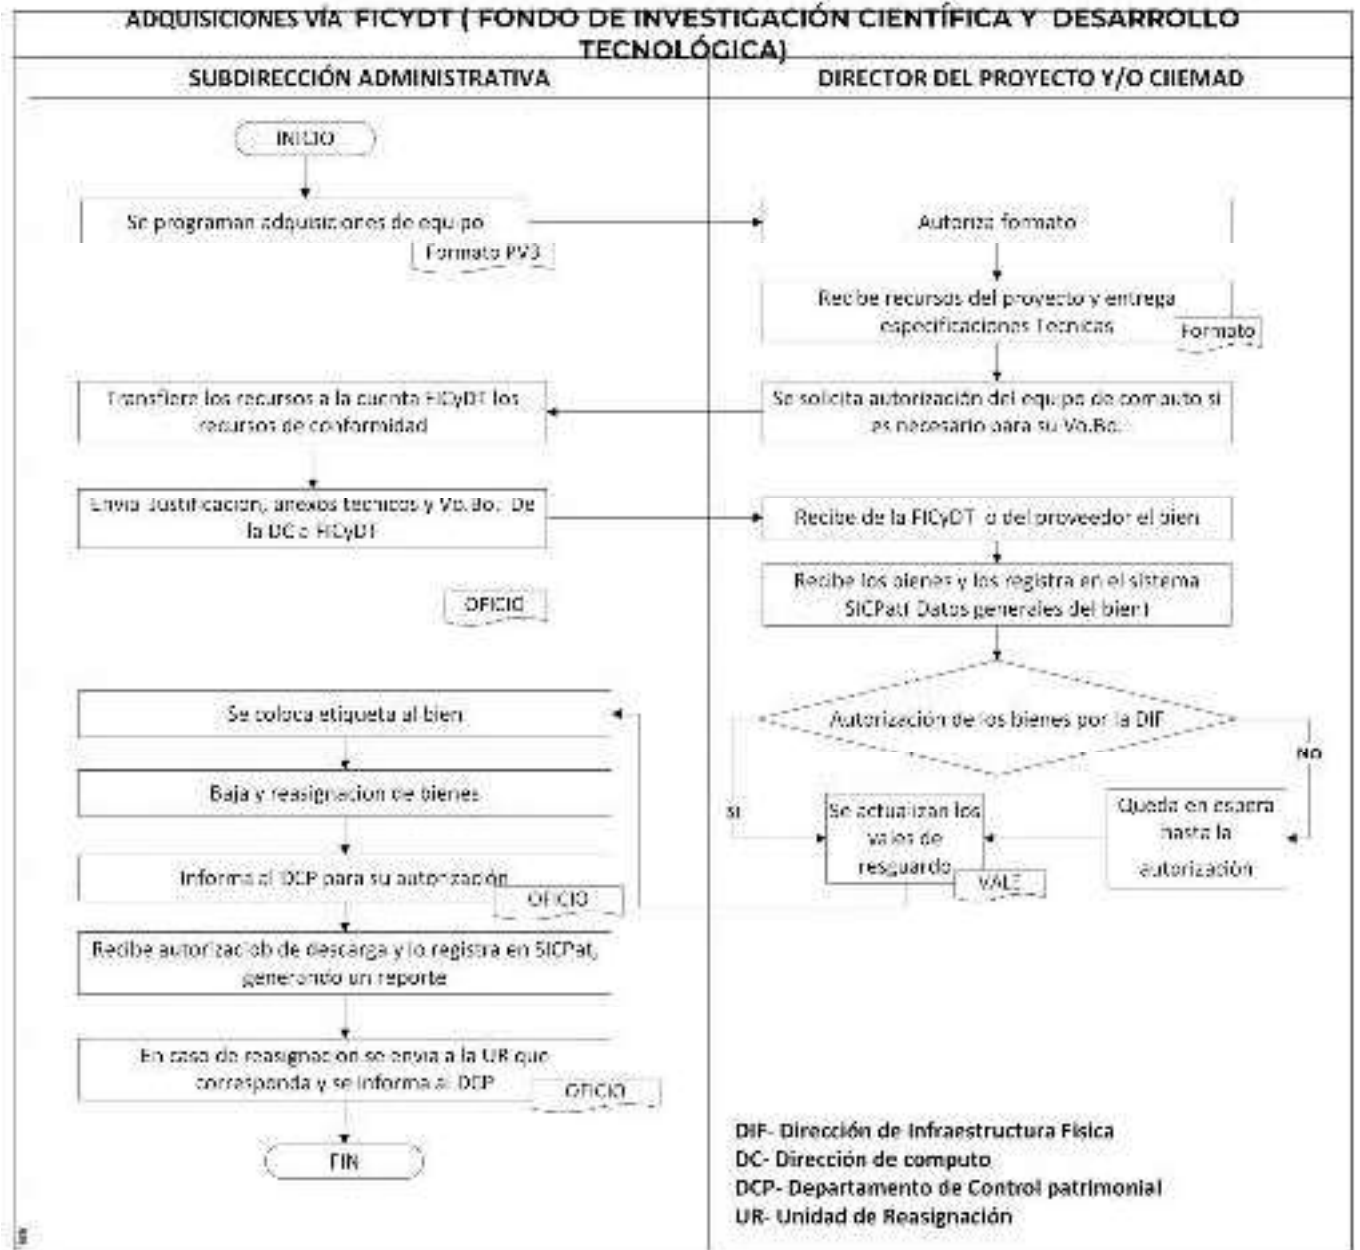 ADQUISICIONES VÍA FICYDT ( FONDO DE INVESTIGACIÓN CIENTÍFICA Y DESARROLLO
TECNOLÓGICA)
SUBDIRECCIÓN ADMINISTRATIVA
DIRECTOR DEL PROYECTO Y/O CIIEMAD
INICIO
Se programan adquisiciones de equipo
Formato PV3
Autoriza formato
Recibe recursos del proyecto y entrega
especificaciones Tecnicas
Formato
Transfiere los recursos a la cuenta FICyDT los
recursos de conformidad
Se solicita autorización del equipo de computo si
es necesario para su Vo.Bo.
Envia Justificacion, anexos tecnicos y Vo.Bo. De
la DC a FICyDT
Recibe de la FICyDT o del proveedor el bien
Recibe los bienes y los registra en el sistema
SICPat( Datos generales del bien)
OFICIO
Se coloca etiqueta al bien
Autorización de los bienes por la DIF
NO
SI
Baja y reasignacion de bienes
Se actualizan los
vales de
resguardo
VALE
Queda en espera
hasta la
autorización
Informa al DCP para su autorización
OFICIO
Recibe autorizaciob de descarga y lo registra en SICPat,
generando un reporte
En caso de reasignacion se envia a la UR que
corresponda y se informa al DCP
OFICIO
FIN
DIF- Dirección de Infraestructura Fisica
DC- Dirección de computo
DCP- Departamento de Control patrimonial
UR- Unidad de Reasignación